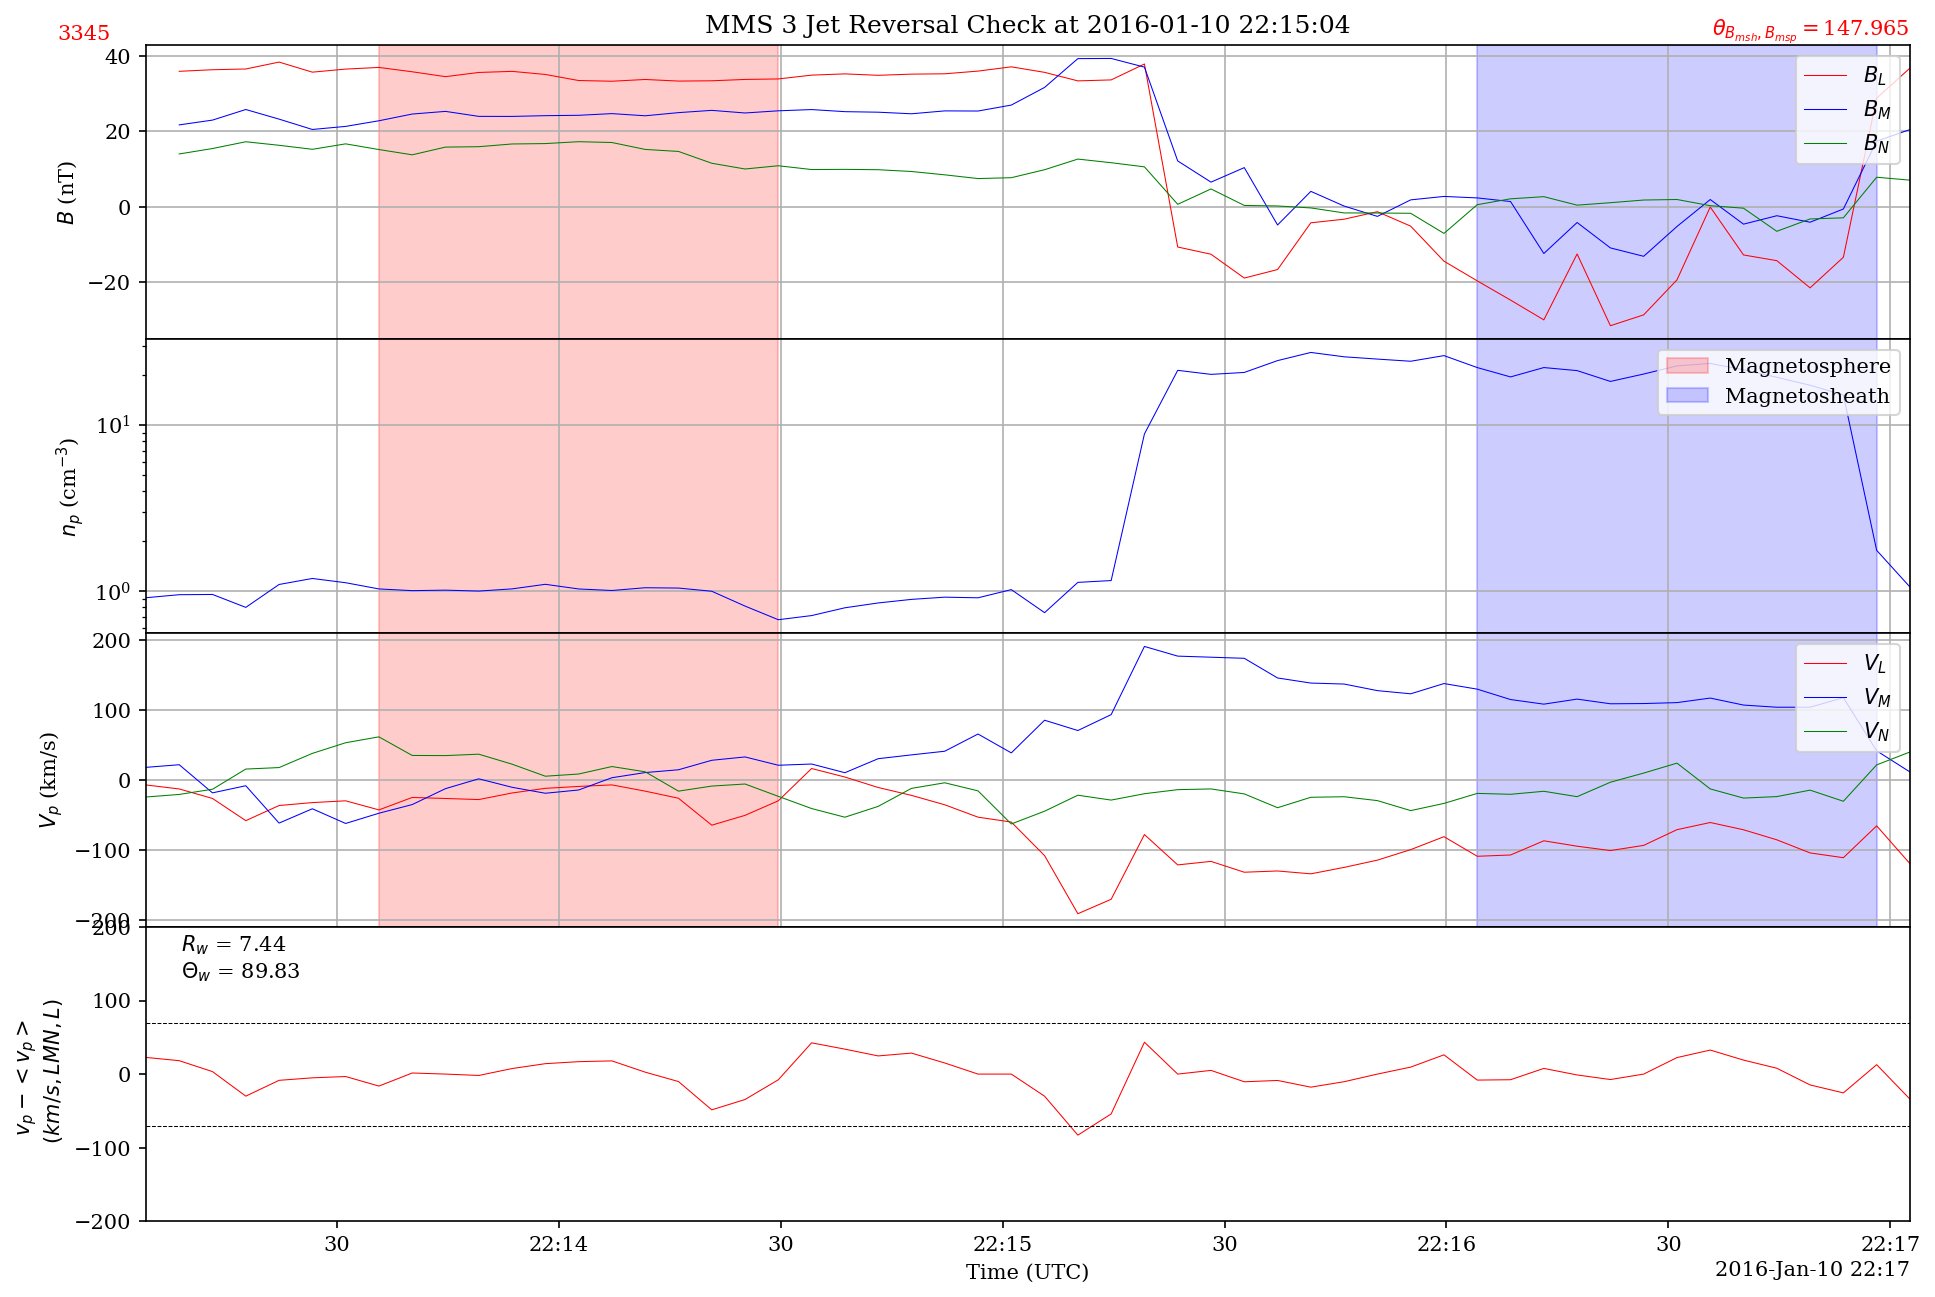 MMS 3 Jet Reversal Check at 2016-01-10 22:15:04
3345
θ_{B_{msh}, B_{msp}} = 147.965
40
20
0
−20
B (nT)
B_L
B_M
B_N
10^1
10^0
n_p (cm^{−3})
Magnetosphere
Magnetosheath
200
100
0
−100
−200
V_p (km/s)
V_L
V_M
V_N
200
100
0
−100
−200
v_p − < v_p >
(km/s, LMN, L)
R_w = 7.44
Θ_w = 89.83
30 22:14 30 22:15 30 22:16 30 22:17
Time (UTC)
2016-Jan-10 22:17